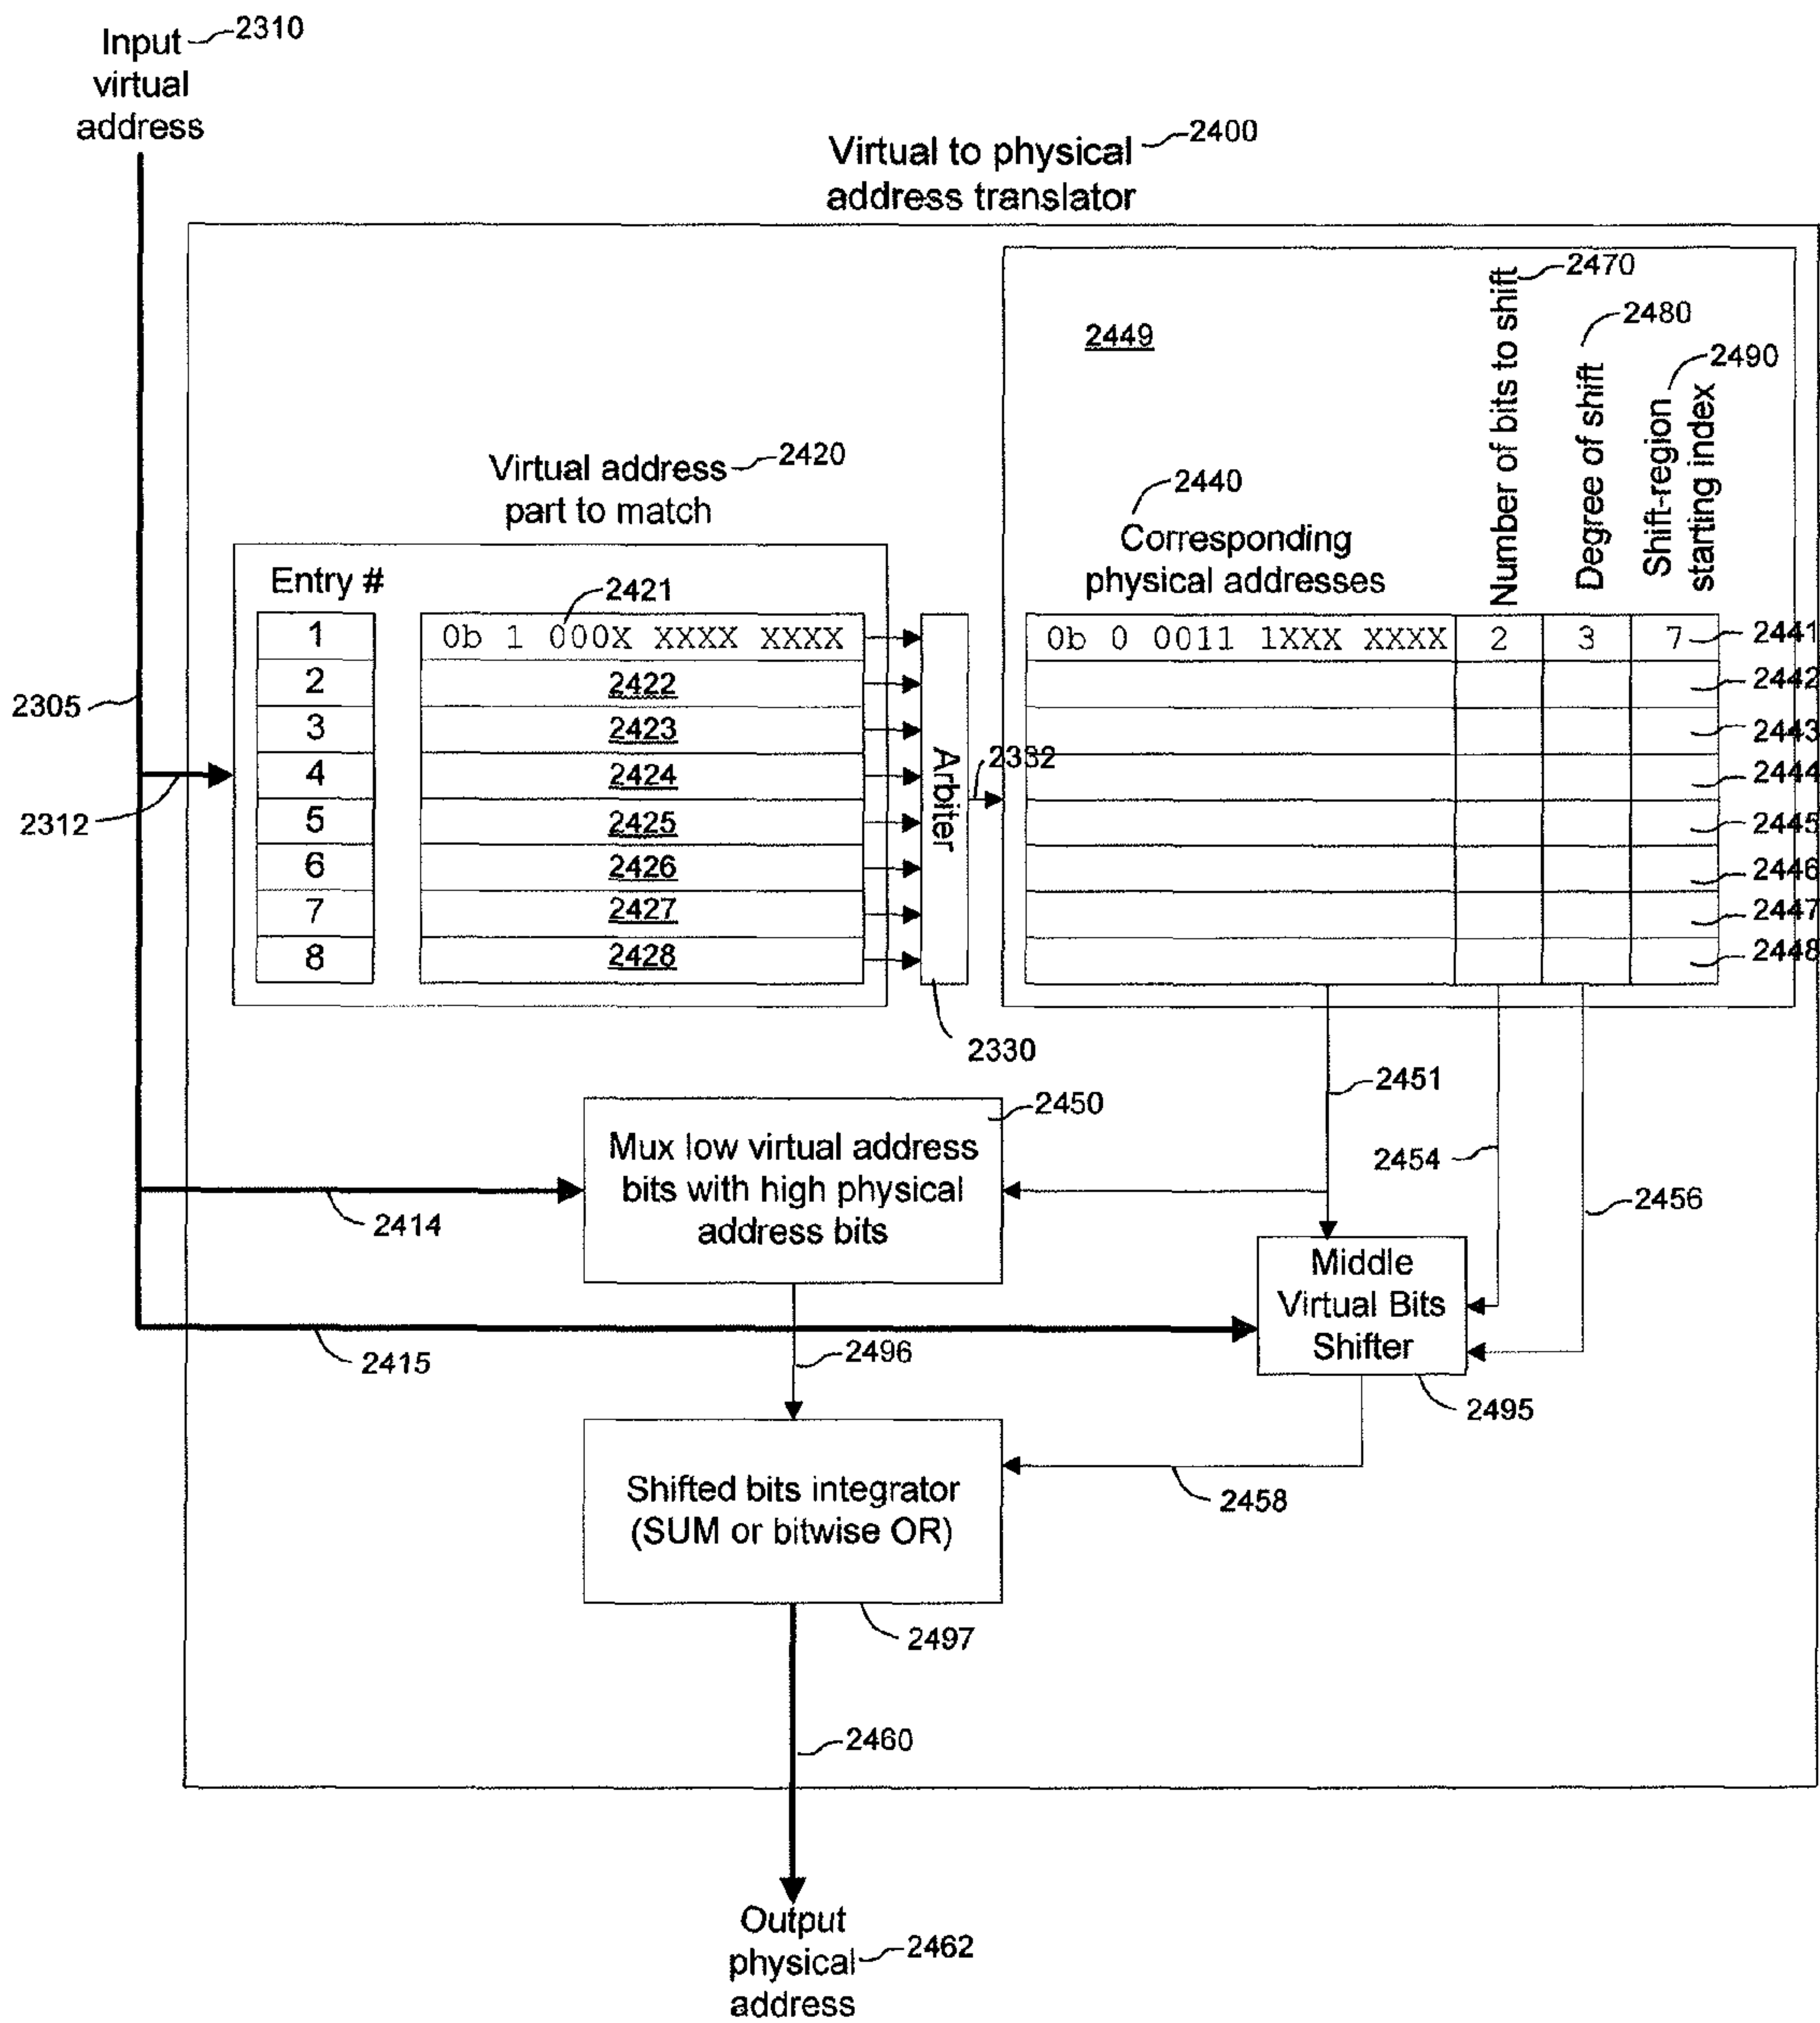 Input 2310
virtual
address
Virtual to physical 2400
address translator
Number of bits to shift 2470
Degree of shift 2480
Shift-region 2490
starting index
2449
Virtual address 2420
part to match
2440
Corresponding
physical addresses
Entry #
2421
1 0b 1 000X XXXX XXXX 0b 0 0011 1XXX XXXX 2 3 7 2441
2 2422 2442
3 2423 2443
4 2424 2444
5 2425 2445
6 2426 2446
7 2427 2447
8 2428 2448
2305
2312
Arbiter
2332
2330
2451
2450
Mux low virtual address
bits with high physical
address bits
2454
2456
2414
Middle
Virtual Bits
Shifter
2415
2496
2495
Shifted bits integrator
(SUM or bitwise OR)
2458
2497
2460
Output
physical 2462
address